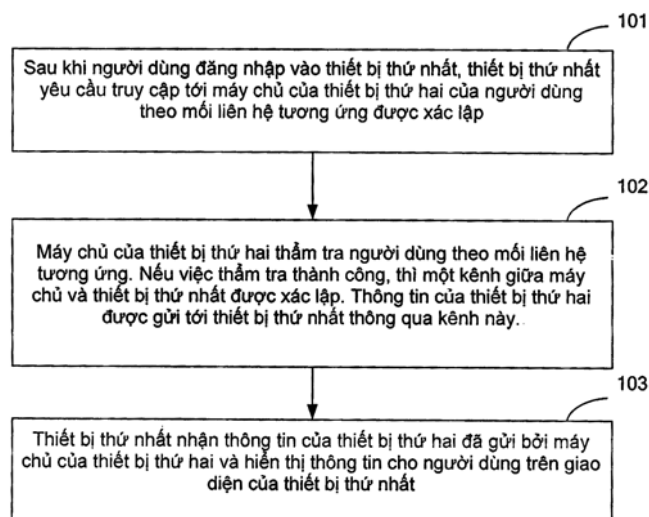 101
Sau khi người dùng đăng nhập vào thiết bị thứ nhất, thiết bị thứ nhất
yêu cầu truy cập tới máy chủ của thiết bị thứ hai của người dùng
theo mối liên hệ tương ứng được xác lập
102
Máy chủ của thiết bị thứ hai thẩm tra người dùng theo mối liên hệ
tương ứng. Nếu việc thẩm tra thành công, thì một kênh giữa máy
chủ và thiết bị thứ nhất được xác lập. Thông tin của thiết bị thứ hai
được gửi tới thiết bị thứ nhất thông qua kênh này.
103
Thiết bị thứ nhất nhận thông tin của thiết bị thứ hai đã gửi bởi máy
chủ của thiết bị thứ hai và hiển thị thông tin cho người dùng trên giao
diện của thiết bị thứ nhất